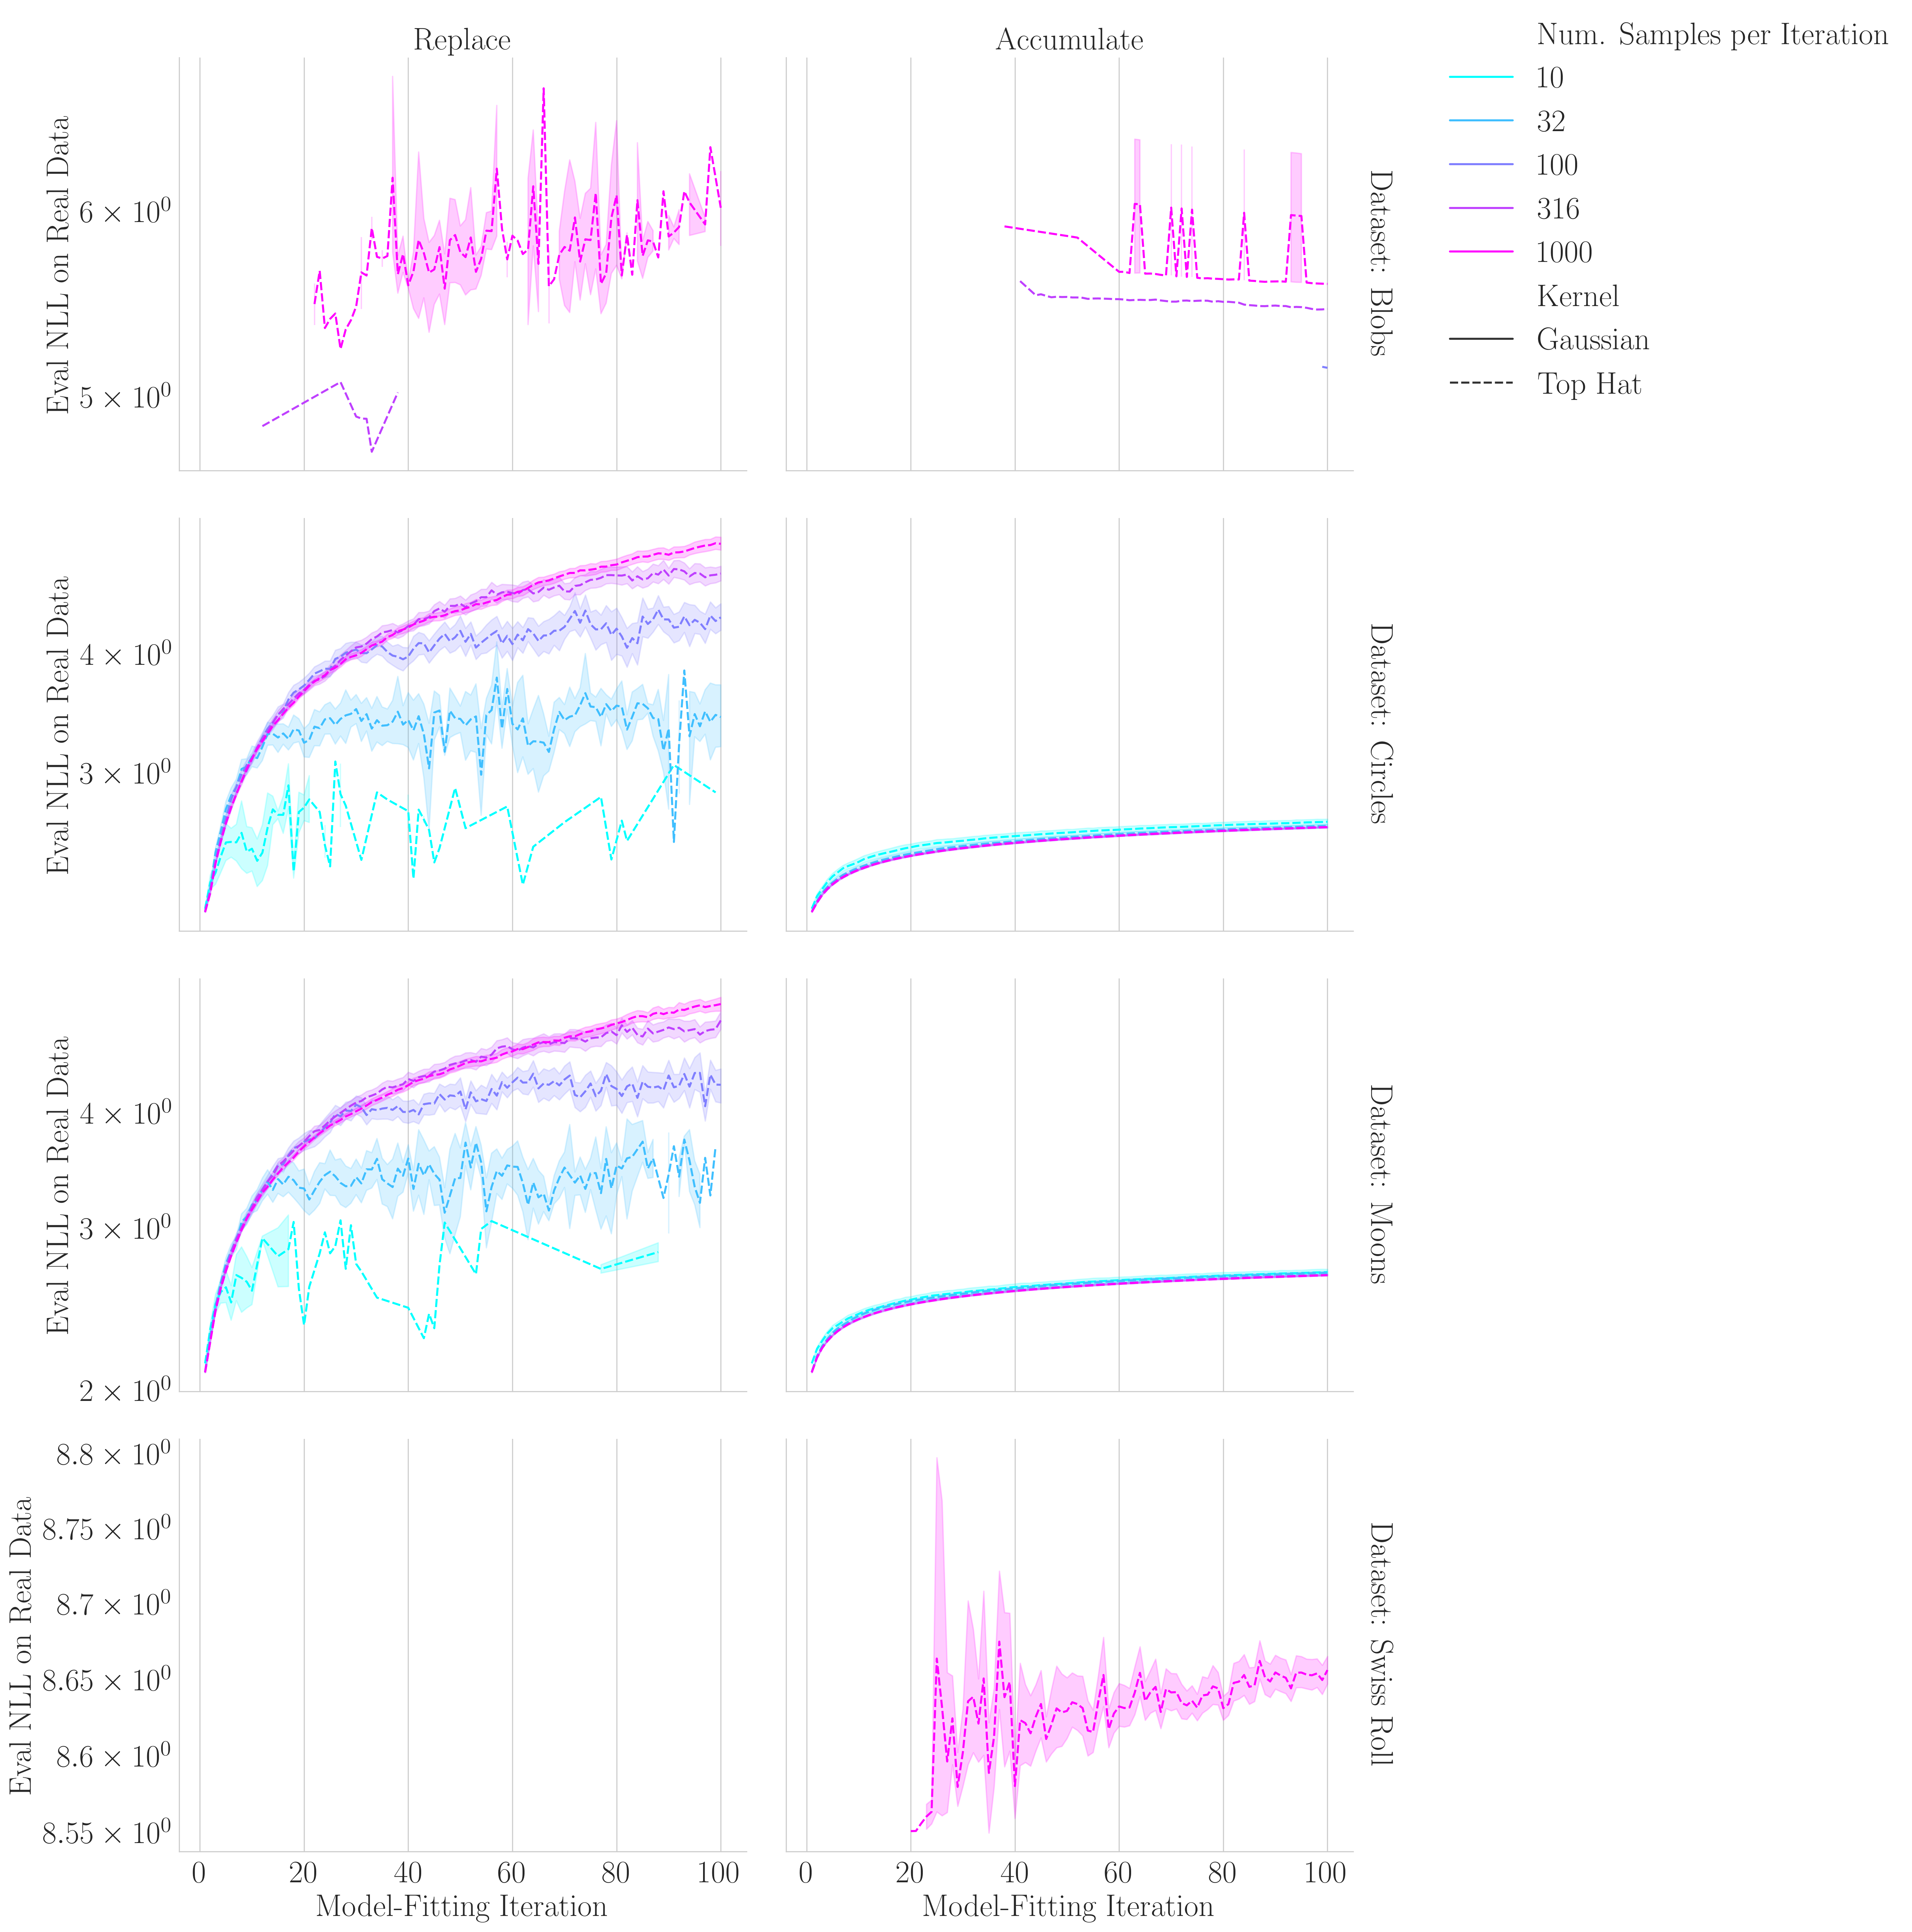 Replace
Accumulate
Num. Samples per Iteration
10
32
100
316
1000
Kernel
Gaussian
Top Hat
Eval NLL on Real Data
6 × 10⁰
5 × 10⁰
Dataset: Blobs
Eval NLL on Real Data
4 × 10⁰
3 × 10⁰
Dataset: Circles
Eval NLL on Real Data
4 × 10⁰
3 × 10⁰
2 × 10⁰
Dataset: Moons
Eval NLL on Real Data
8.8 × 10⁰
8.75 × 10⁰
8.7 × 10⁰
8.65 × 10⁰
8.6 × 10⁰
8.55 × 10⁰
Dataset: Swiss Roll
0 20 40 60 80 100
0 20 40 60 80 100
Model-Fitting Iteration
Model-Fitting Iteration